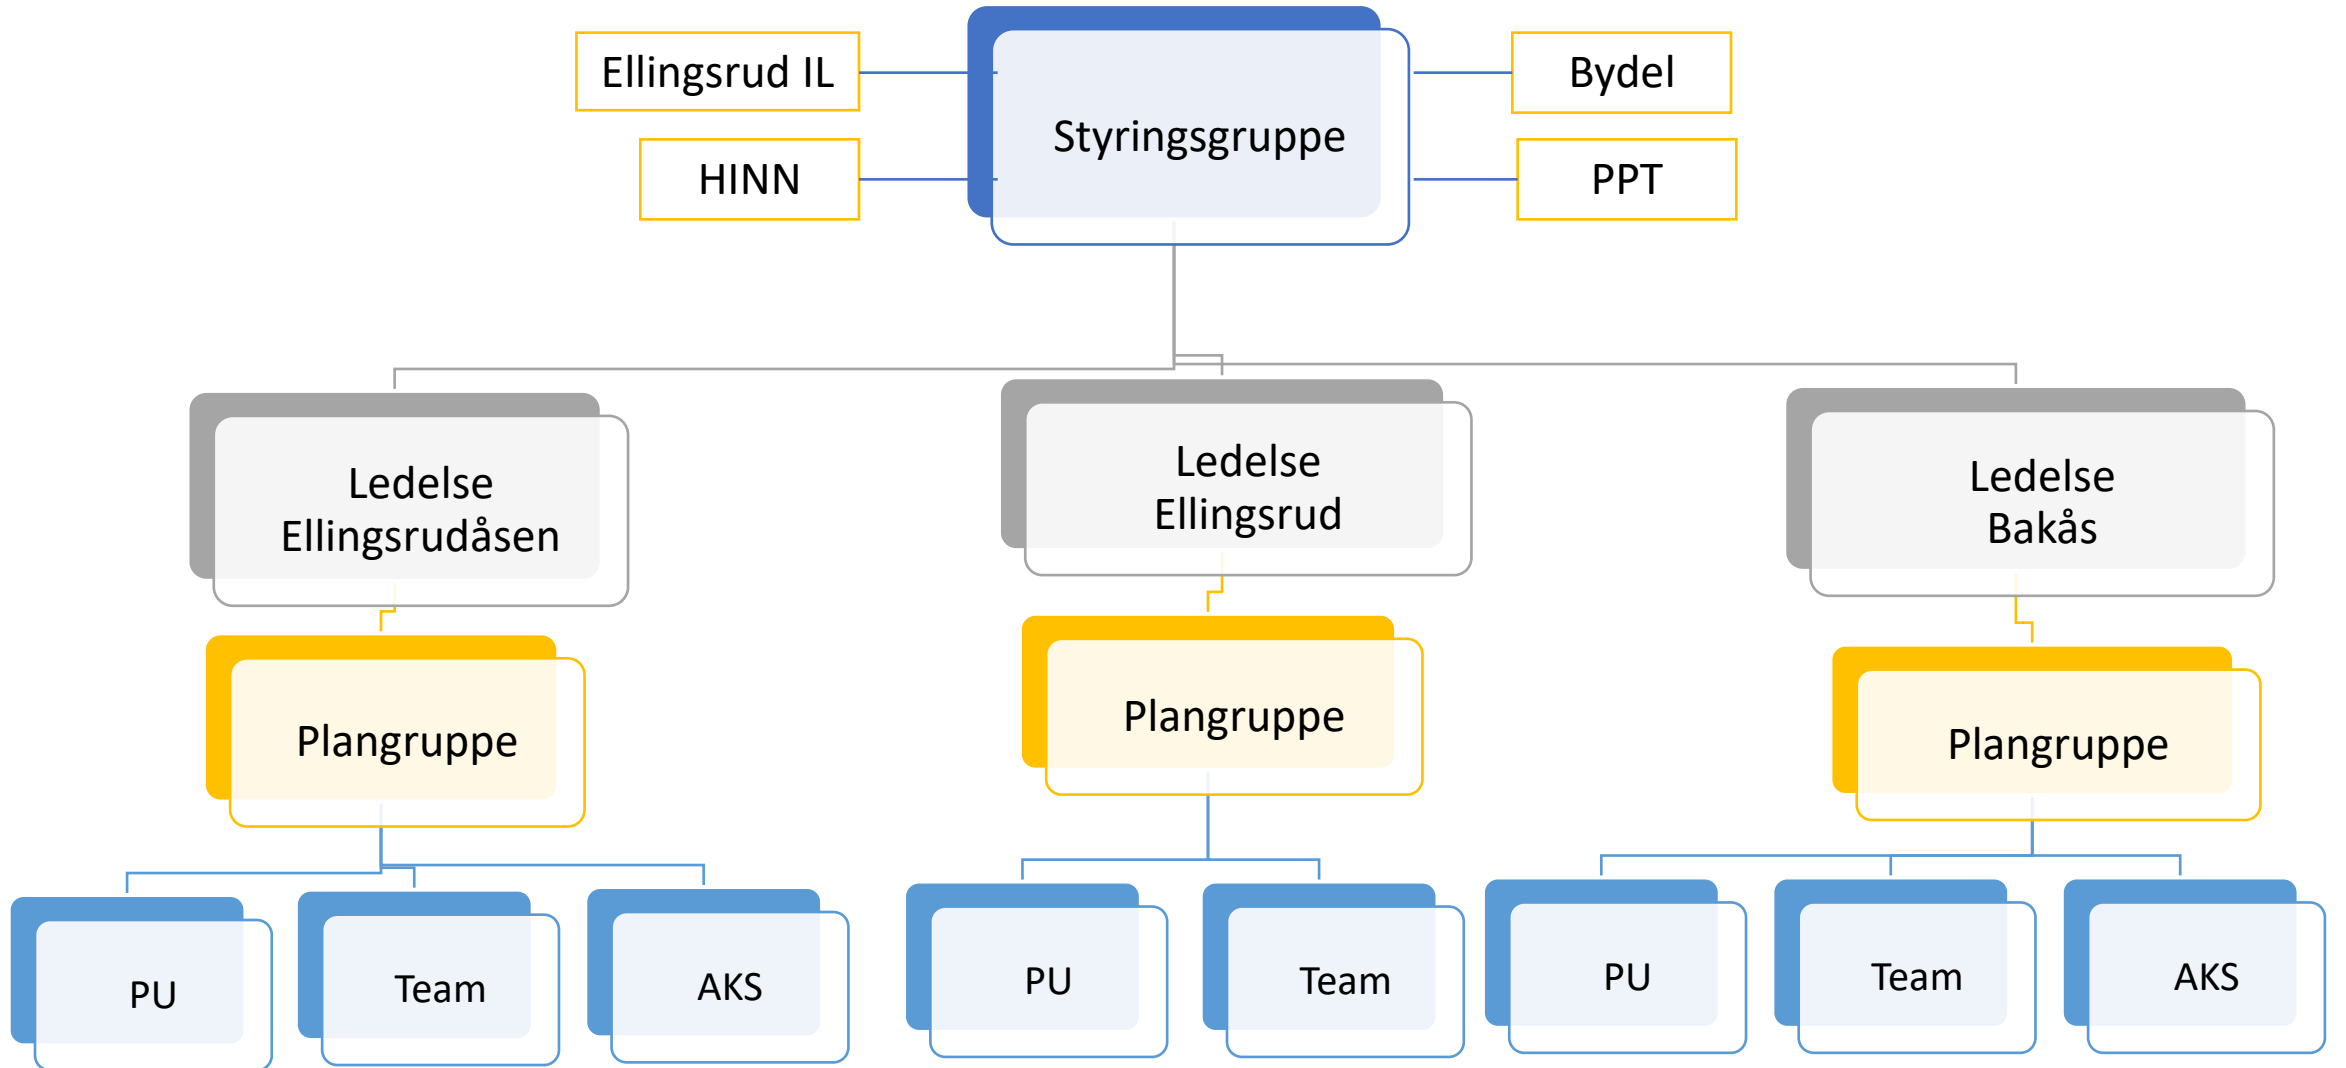 Ellingsrud IL
Bydel
Styringsgruppe
HINN
PPT
Ledelse
Ellingsrudåsen
Ledelse
Ellingsrud
Ledelse
Bakås
Plangruppe
Plangruppe
Plangruppe
PU
Team
AKS
PU
Team
PU
Team
AKS